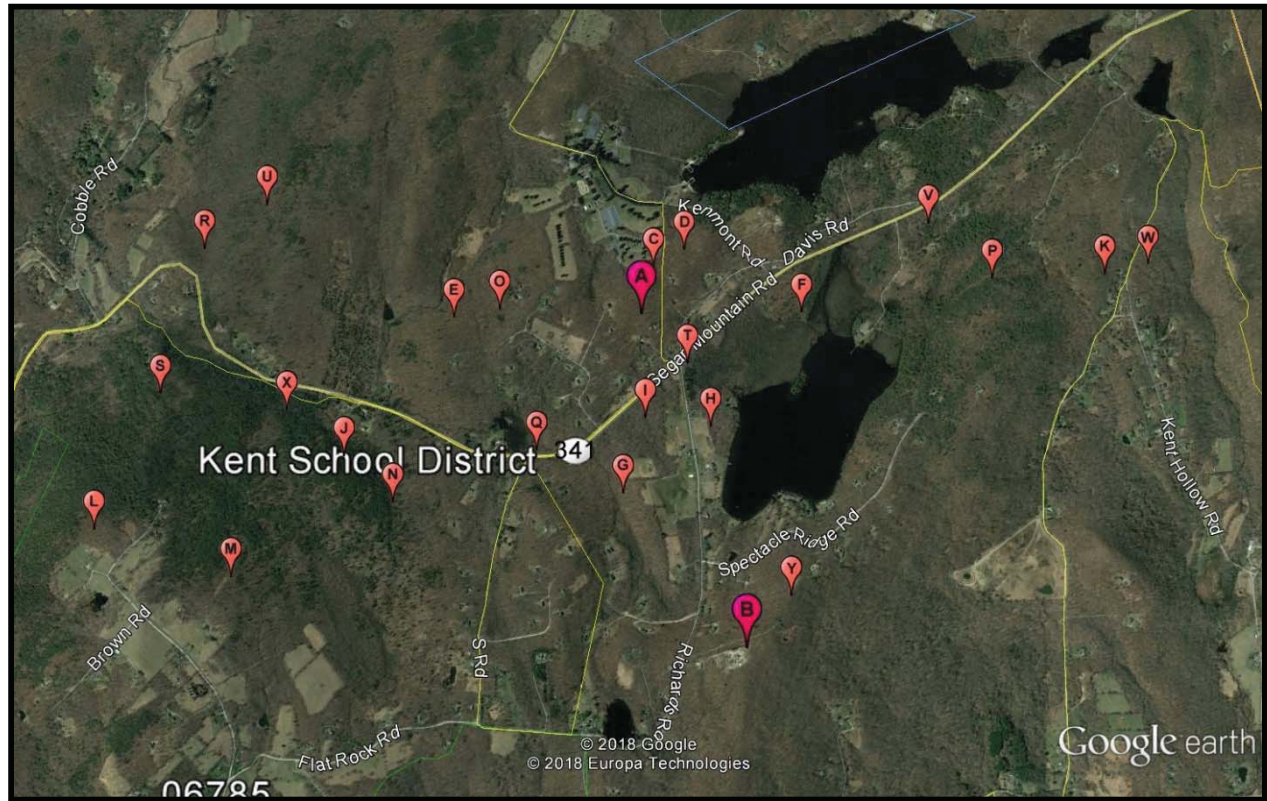 U
Cobble Rd
R
V
D
Kenmont Rd
C
Davis Rd
K
W
P
A
O
E
F
Segar Mountain Rd
T
S
X
I
H
J
Q
341
Kent School District
G
N
L
Kent Hollow Rd
M
Spectacle Ridge Rd
Y
B
Brown Rd
S Rd
Richards Rd
Flat Rock Rd
© 2018 Google
© 2018 Europa Technologies
Google earth
06785